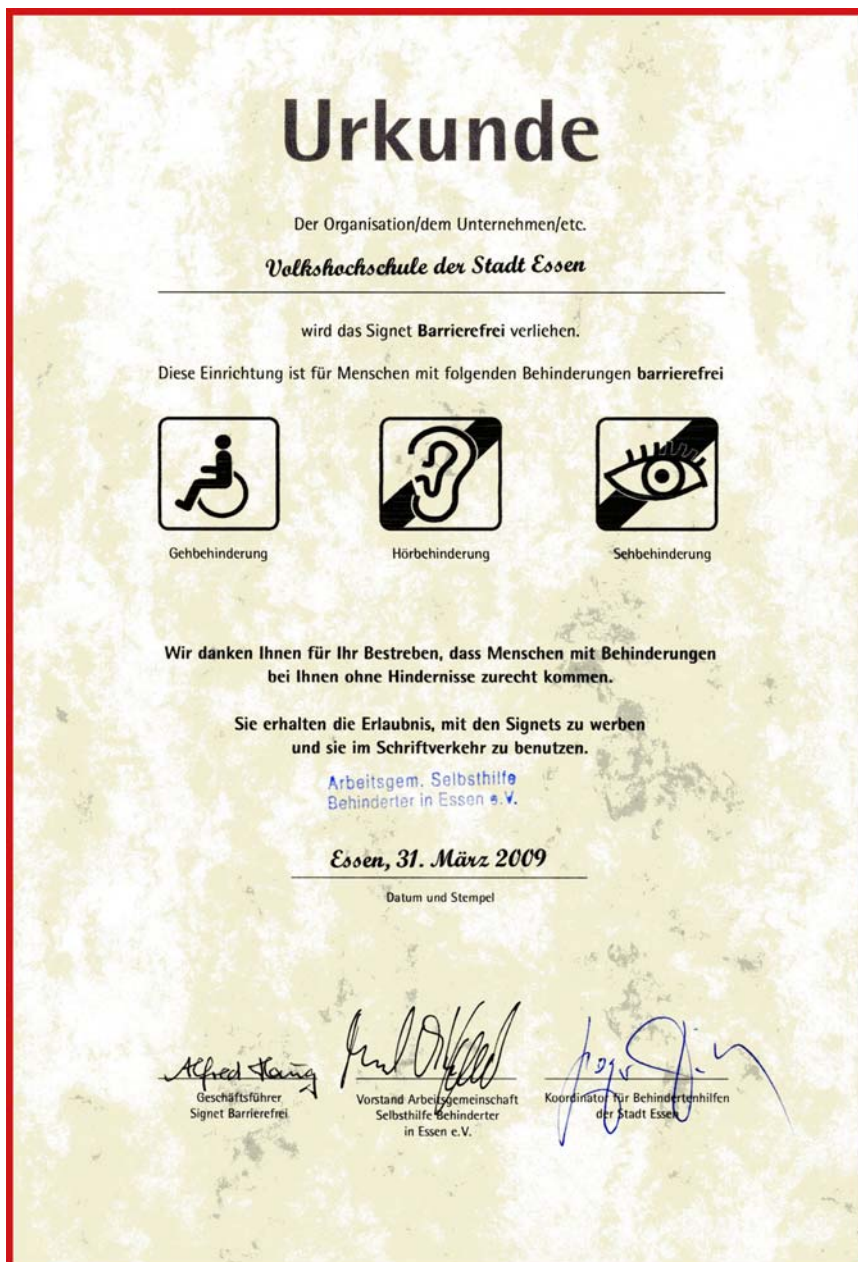 Urkunde
Der Organisation/dem Unternehmen/etc.
Volkshochschule der Stadt Essen
wird das Signet Barrierefrei verliehen.
Diese Einrichtung ist für Menschen mit folgenden Behinderungen barrierefrei
Gehbehinderung Hörbehinderung Sehbehinderung
Wir danken Ihnen für Ihr Bestreben, dass Menschen mit Behinderungen
bei Ihnen ohne Hindernisse zurecht kommen.
Sie erhalten die Erlaubnis, mit den Signets zu werben
und sie im Schriftverkehr zu benutzen.
Arbeitsgem. Selbsthilfe
Behinderter in Essen e.V.
Essen, 31. März 2009
Datum und Stempel
Alfred Haug
Geschäftsführer
Signet Barrierefrei
Vorstand Arbeitsgemeinschaft
Selbsthilfe Behinderter
in Essen e.V.
Koordinator für Behindertenhilfen
der Stadt Essen